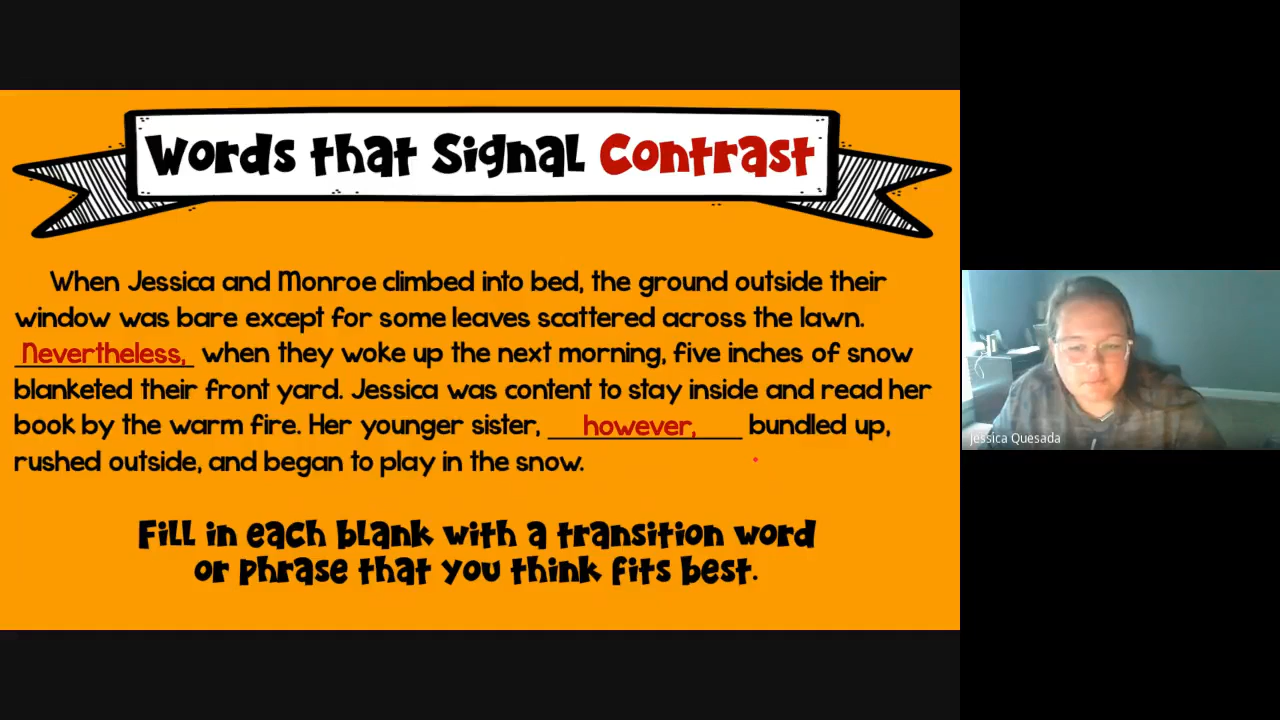 Words that Signal Contrast
When Jessica and Monroe climbed into bed, the ground outside their
window was bare except for some leaves scattered across the lawn.
Nevertheless, when they woke up the next morning, five inches of snow
blanketed their front yard. Jessica was content to stay inside and read her
book by the warm fire. Her younger sister, however, bundled up,
rushed outside, and began to play in the snow.
Fill in each blank with a transition word
or phrase that you think fits best.
Jessica Quesada